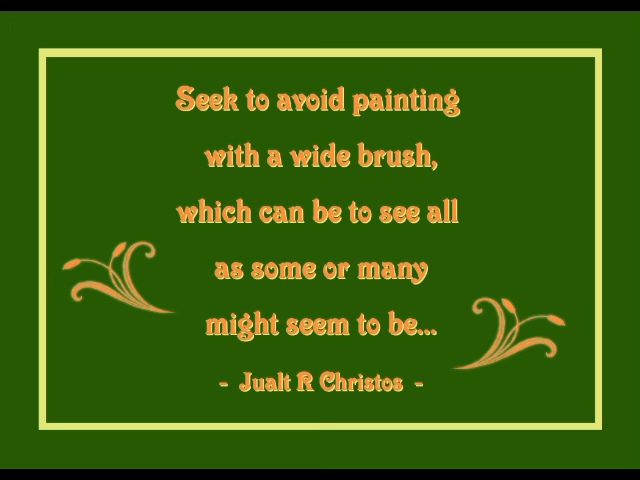 Seek to avoid painting
with a wide brush,
which can be to see all
as some or many
might seem to be...
- Jualt R Christos -